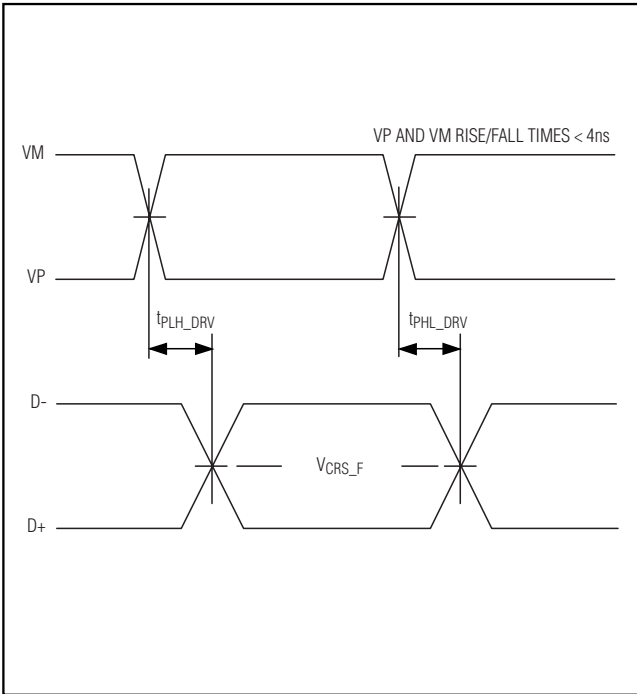 VP AND VM RISE/FALL TIMES < 4ns
VM
VP
tPLH_DRV
tPHL_DRV
D-
VCRS_F
D+